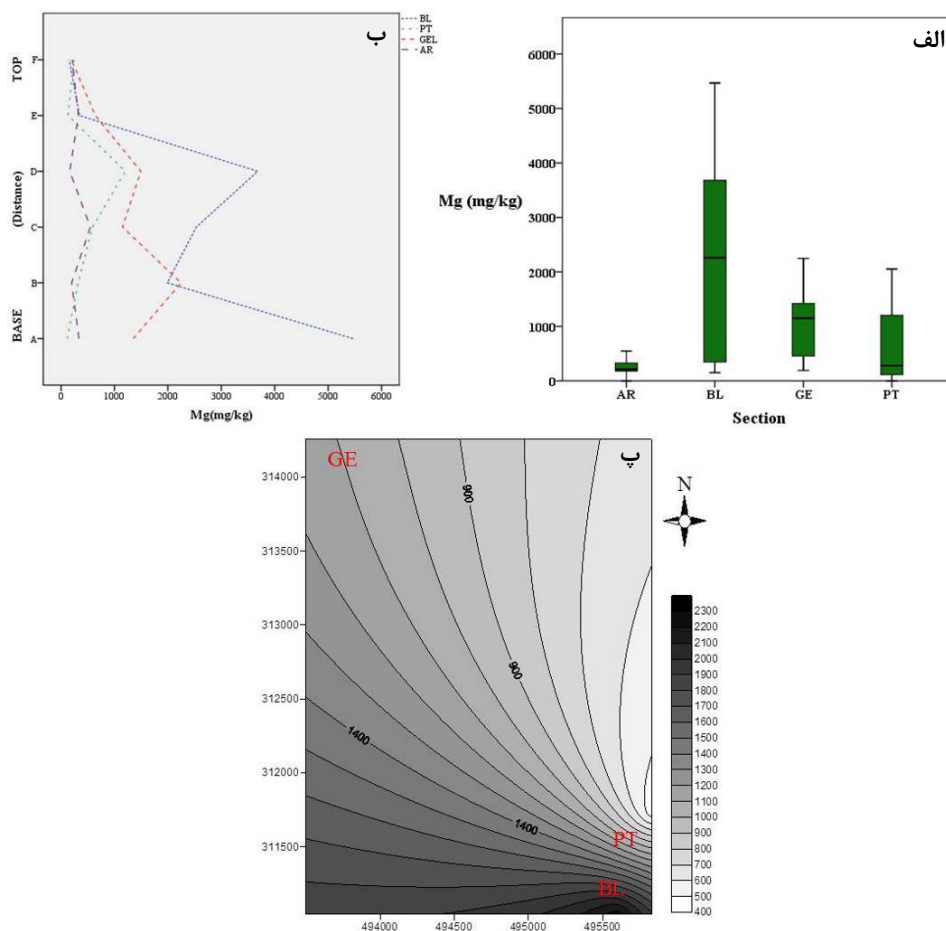 ب
BL
PT
GEL
AR
TOP
(Distance)
BASE
F
E
D
C
B
A
0 1000 2000 3000 4000 5000 6000
Mg(mg/kg)
الف
6000
5000
4000
3000
2000
1000
0
Mg (mg/kg)
AR BL GE PT
Section
پ
GE
PT
BL
900
900
1400
1400
314000
313500
313000
312500
312000
311500
494000 494500 495000 495500
N
2300
2200
2100
2000
1900
1800
1700
1600
1500
1400
1300
1200
1100
1000
900
800
700
600
500
400